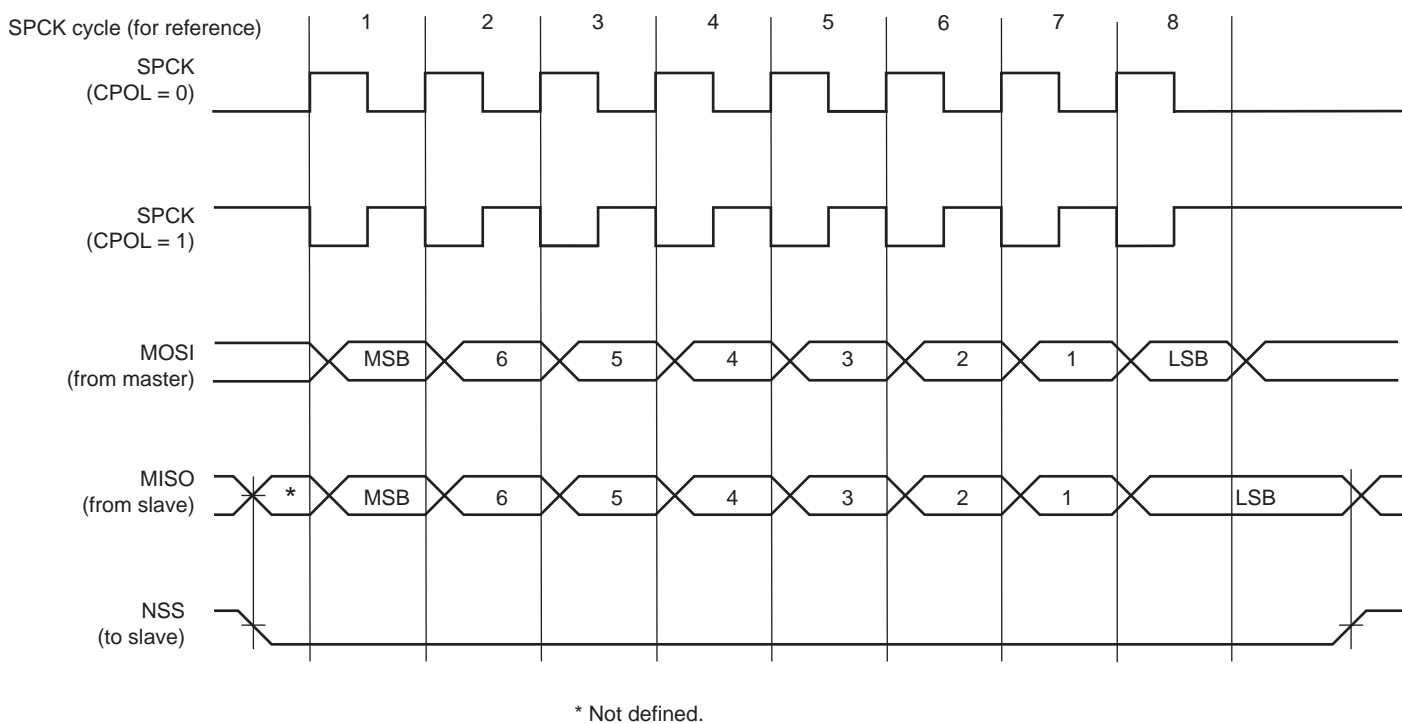 SPCK cycle (for reference) 1 2 3 4 5 6 7 8
SPCK
(CPOL = 0)
SPCK
(CPOL = 1)
MOSI
(from master)
MSB 6 5 4 3 2 1 LSB
MISO
(from slave)
* MSB 6 5 4 3 2 1 LSB
NSS
(to slave)
* Not defined.